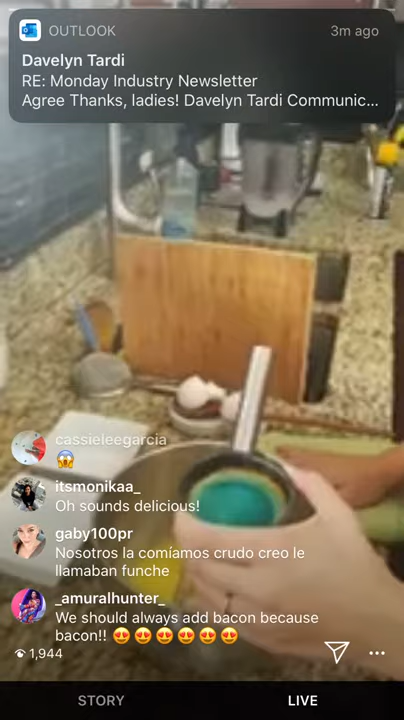 OUTLOOK
3m ago
Davelyn Tardi
RE: Monday Industry Newsletter
Agree Thanks, ladies! Davelyn Tardi Communic...
cassieleegarcia
😱
itsmonikaa_
Oh sounds delicious!
gaby100pr
Nosotros la comíamos crudo creo le
llamaban funche
_amuralhunter_
We should always add bacon because
bacon!! 😍😍😍😍😍😍
1,944
STORY
LIVE